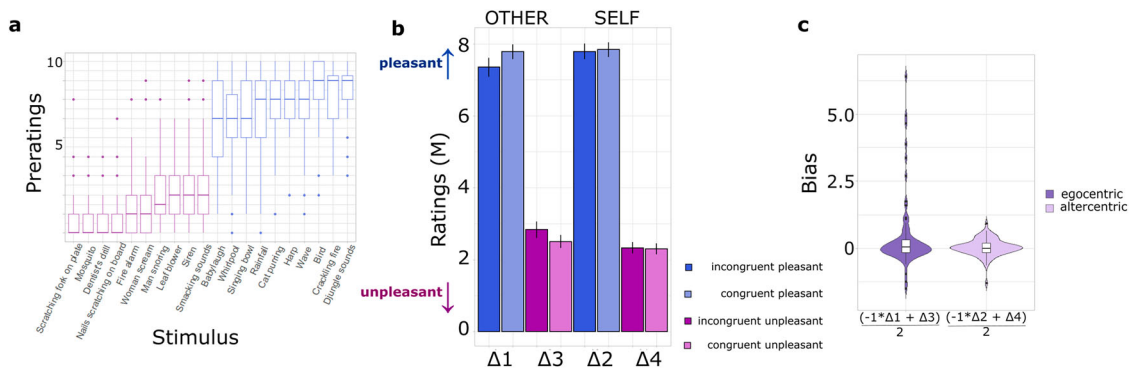 a
Preratings
10
5
Scratching fork on plate
Mosquito
Dentist's drill
Nails scratching on board
Fire alarm
Woman scream
Man snoring
Leaf blower
Siren
Smacking sounds
Babylaugh
Whirlpool
Singing bowl
Rainfall
Cat purring
Harp
Wave
Bird
Crackling fire
Djungle sounds
Stimulus
b
OTHER SELF
pleasant
unpleasant
Ratings (M)
8
6
4
2
0
Δ1 Δ3 Δ2 Δ4
incongruent pleasant
congruent pleasant
incongruent unpleasant
congruent unpleasant
c
Bias
5.0
2.5
0
(-1*Δ1 + Δ3) (-1*Δ2 + Δ4)
2 2
egocentric
altercentric